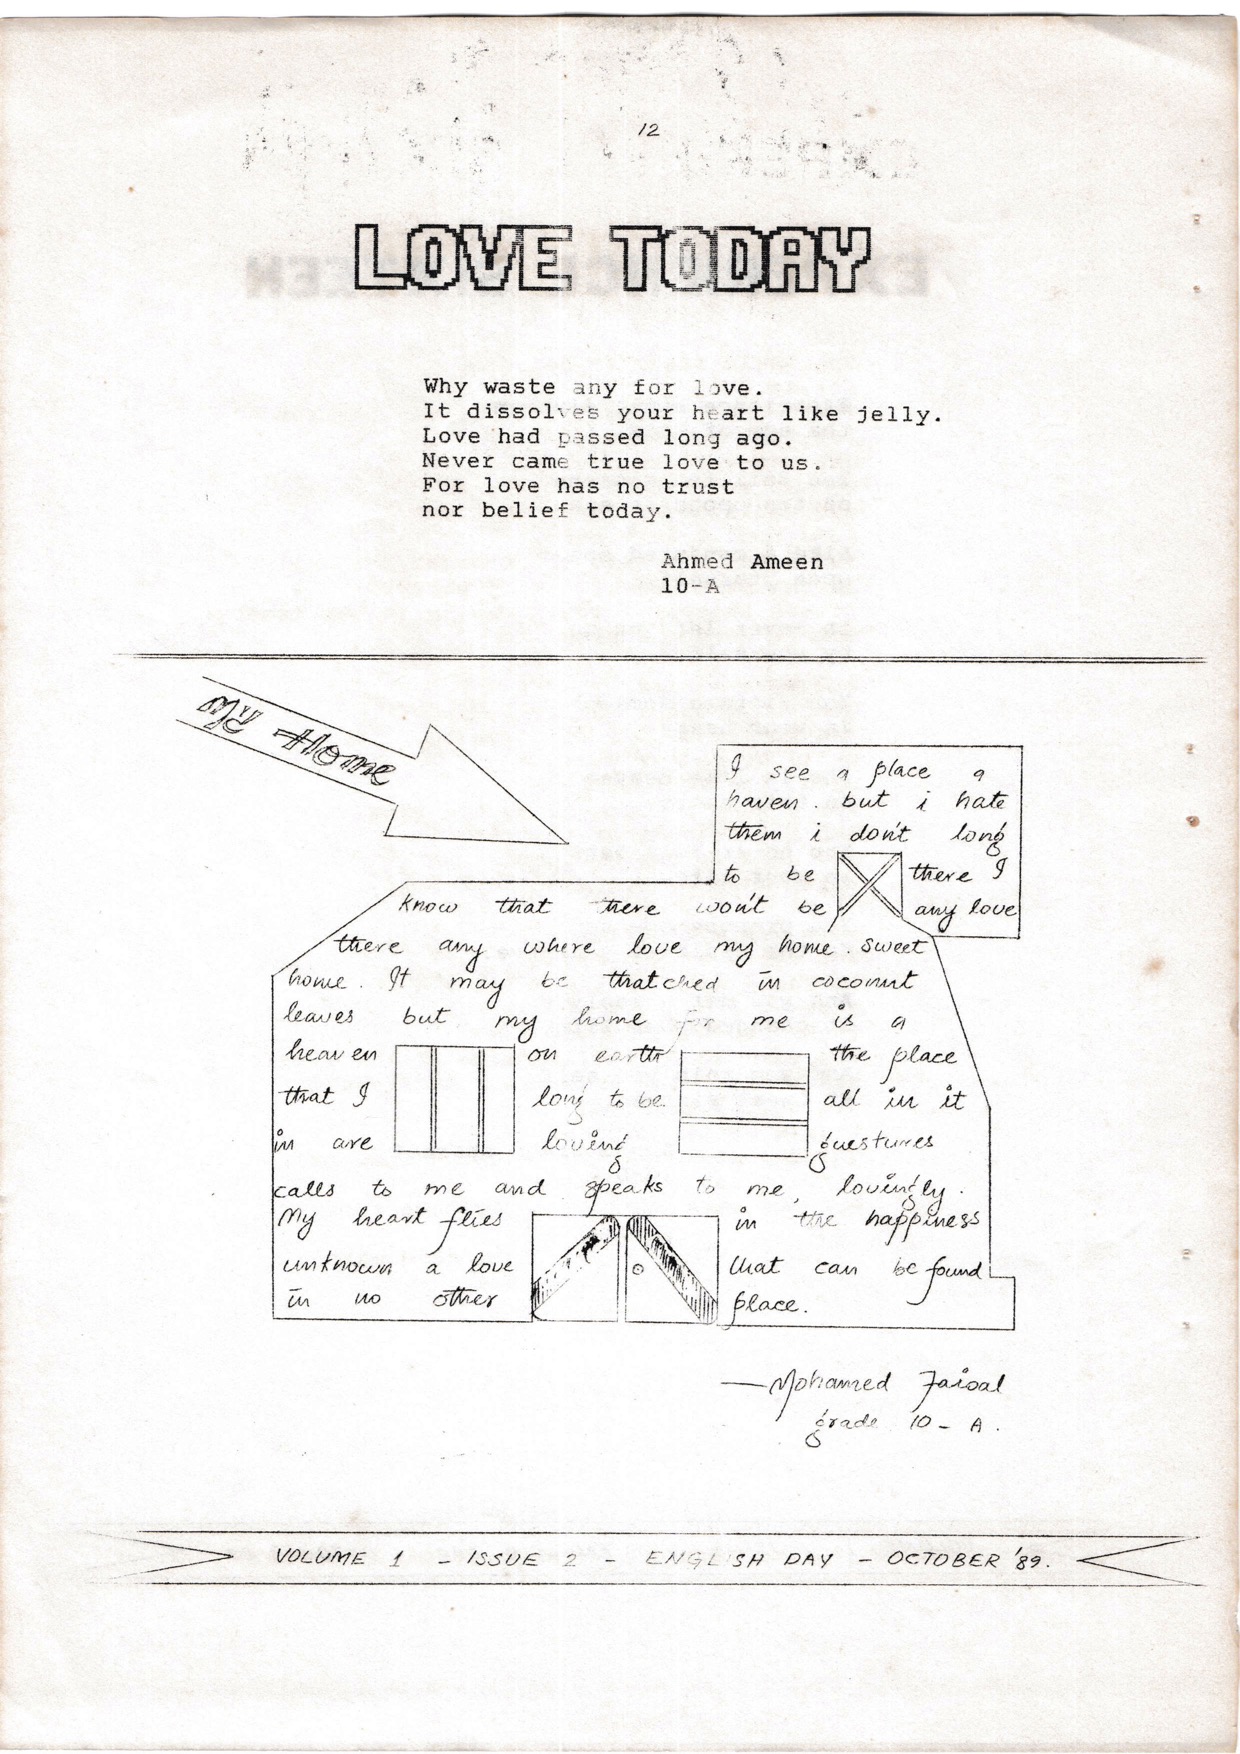 12
LOVE TODAY
Why waste any for love.
It dissolves your heart like jelly.
Love had passed long ago.
Never came true love to us.
For love has no trust
nor belief today.
Ahmed Ameen
10-A
My Home
I see a place a
haven. but i hate
them i don't long
to be there I
know that there won't be any love
there any where love my home. sweet
home. It may be thatched in coconut
leaves but my home for me is a
heaven on earth the place
that I long to be all in it
in are loving guestures
calls to me and speaks to me, lovingly.
My heart flies in the happiness
unknown a love that can be found
in no other place.
—Mohamed Faisal
grade 10 - A.
VOLUME 1 - ISSUE 2 - ENGLISH DAY - OCTOBER '89.